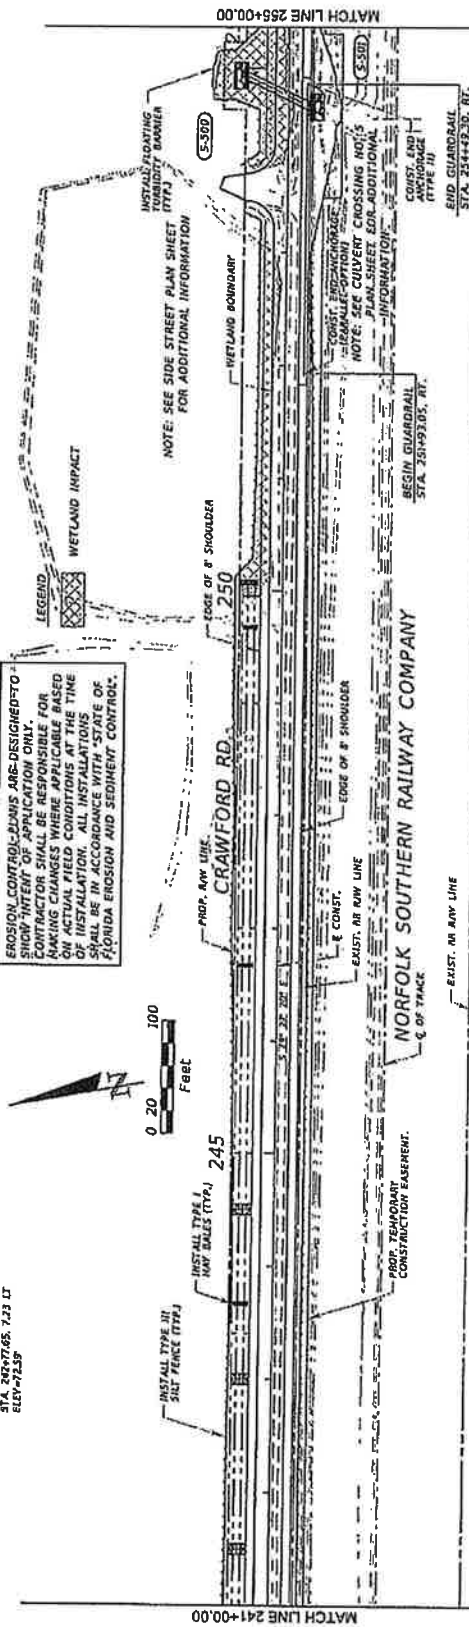 STA. 242+77.65, 7.23 LT
ELEV=72.59'
EROSION CONTROL PLANS ARE DESIGNED TO
SHOW INTENT OF APPLICATION ONLY.
CONTRACTOR SHALL BE RESPONSIBLE FOR
MAKING CHANGES WHERE APPLICABLE BASED
ON ACTUAL FIELD CONDITIONS AT THE TIME
OF INSTALLATION. ALL INSTALLATIONS
SHALL BE IN ACCORDANCE WITH "STATE OF
FLORIDA EROSION AND SEDIMENT CONTROL".
LEGEND
WETLAND IMPACT
N
0 20 100
Feet
INSTALL FLOATING
TURBIDITY BARRIER
(TYP.)
S-500
NOTE: SEE SIDE STREET PLAN SHEET
FOR ADDITIONAL INFORMATION
WETLAND BOUNDARY
INSTALL TYPE III
SILT FENCE (TYP.)
INSTALL TYPE I
HAY BALES (TYP.)
245
PROP. R/W LINE
CRAWFORD RD.
EDGE OF 8' SHOULDER
250
MATCH LINE 241+00.00
MATCH LINE 255+00.00
℄ CONST.
EDGE OF 8' SHOULDER
EXIST. RR R/W LINE
PROP. TEMPORARY
CONSTRUCTION EASEMENT.
NORFOLK SOUTHERN RAILWAY COMPANY
℄ OF TRACK
EXIST. RR R/W LINE
BEGIN GUARDRAIL
STA. 251+93.05, RT.
CONST. END ANCHORAGE
(PARALLEL OPTION)
NOTE: SEE CULVERT CROSSING NOTES
PLAN SHEET FOR ADDITIONAL
INFORMATION
S-501
CONST. END
ANCHORAGE
(TYPE II)
END GUARDRAIL
STA. 254+49.30, RT.